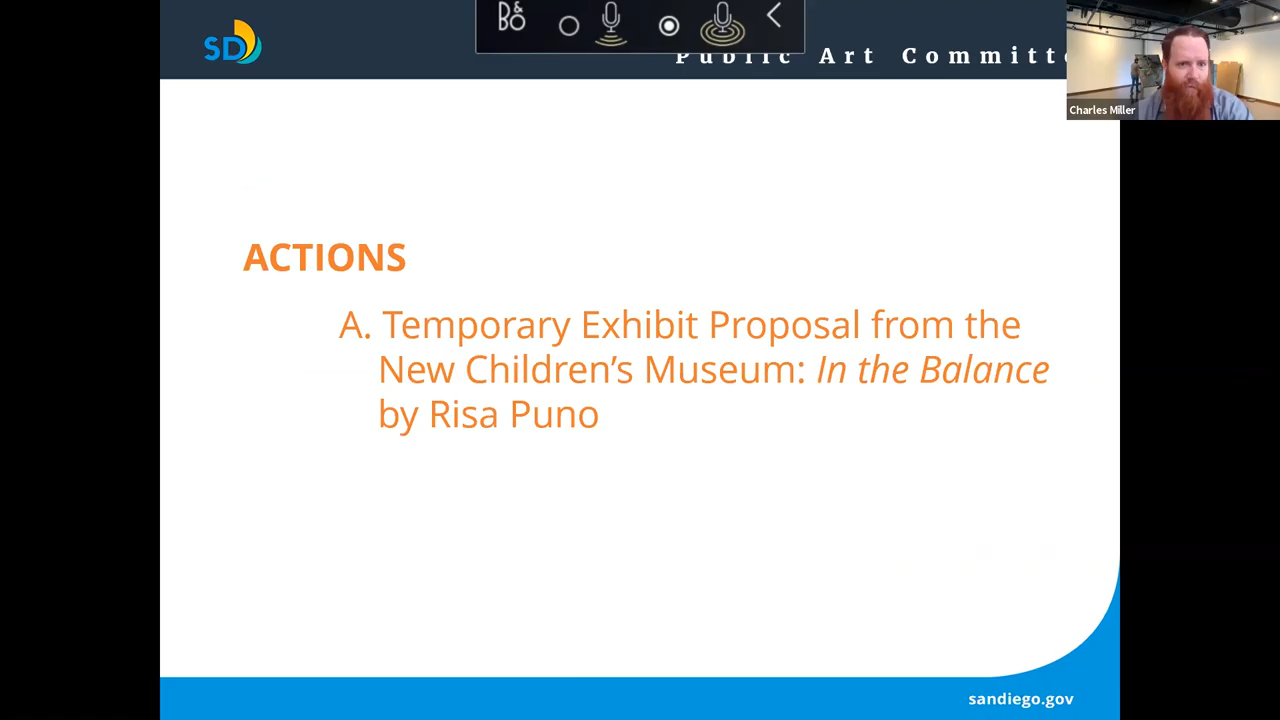 SD
B&O
Public Art Committe
Charles Miller
ACTIONS
A. Temporary Exhibit Proposal from the
New Children’s Museum: In the Balance
by Risa Puno
sandiego.gov